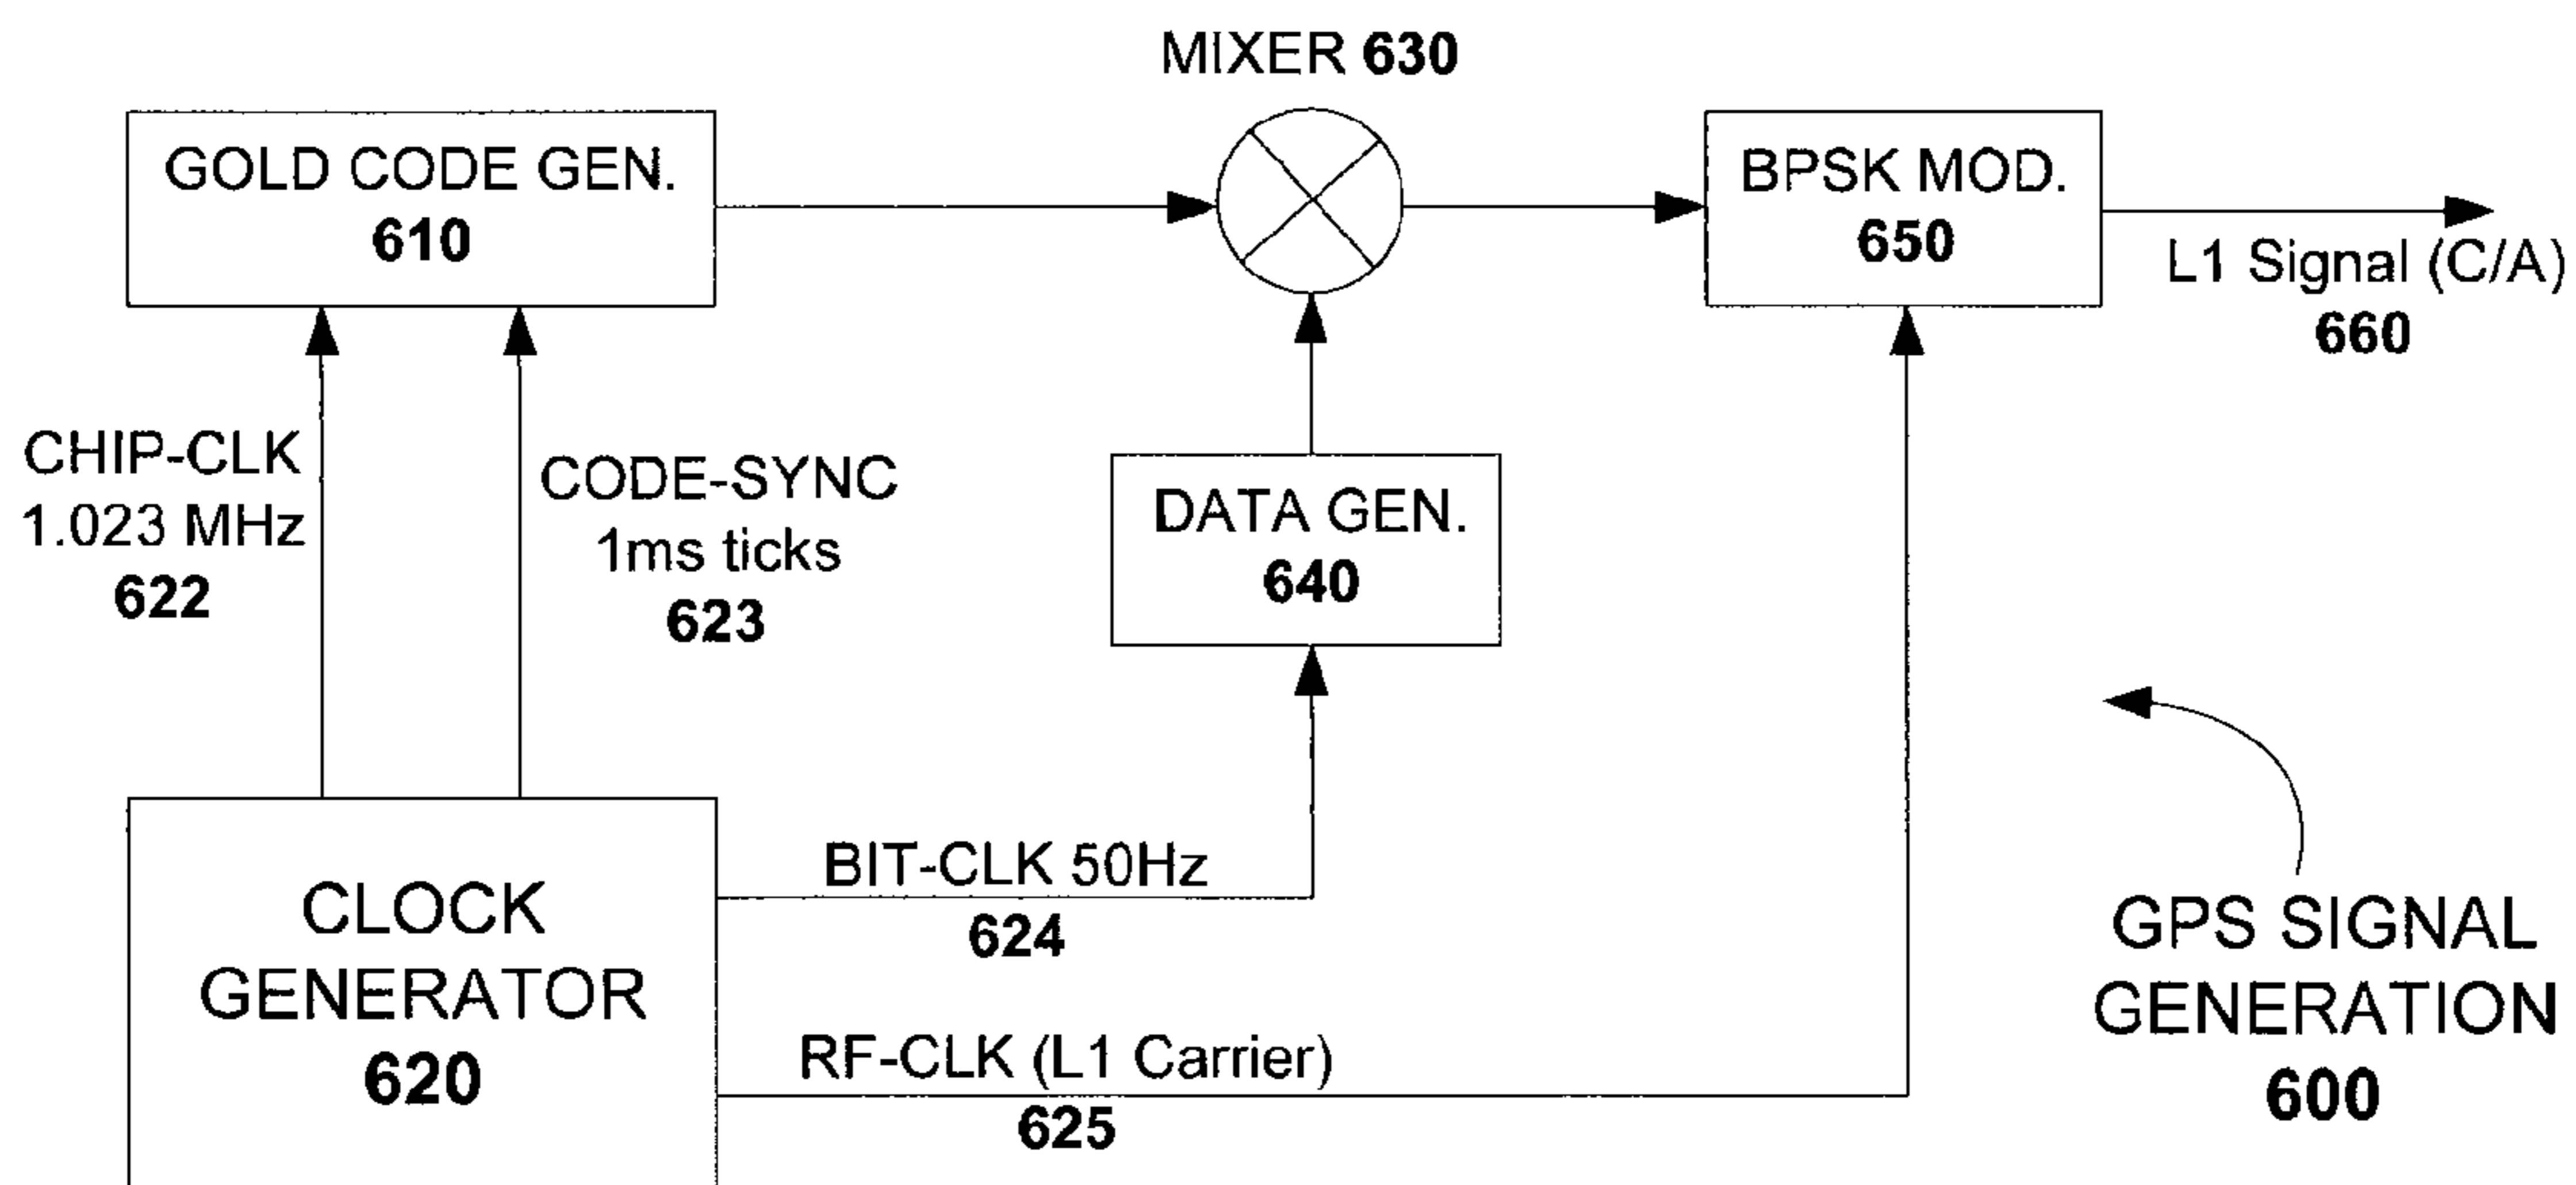 MIXER 630
GOLD CODE GEN.
610
BPSK MOD.
650
L1 Signal (C/A)
660
CHIP-CLK
1.023 MHz
622
CODE-SYNC
1ms ticks
623
DATA GEN.
640
CLOCK
GENERATOR
620
BIT-CLK 50Hz
624
RF-CLK (L1 Carrier)
625
GPS SIGNAL
GENERATION
600